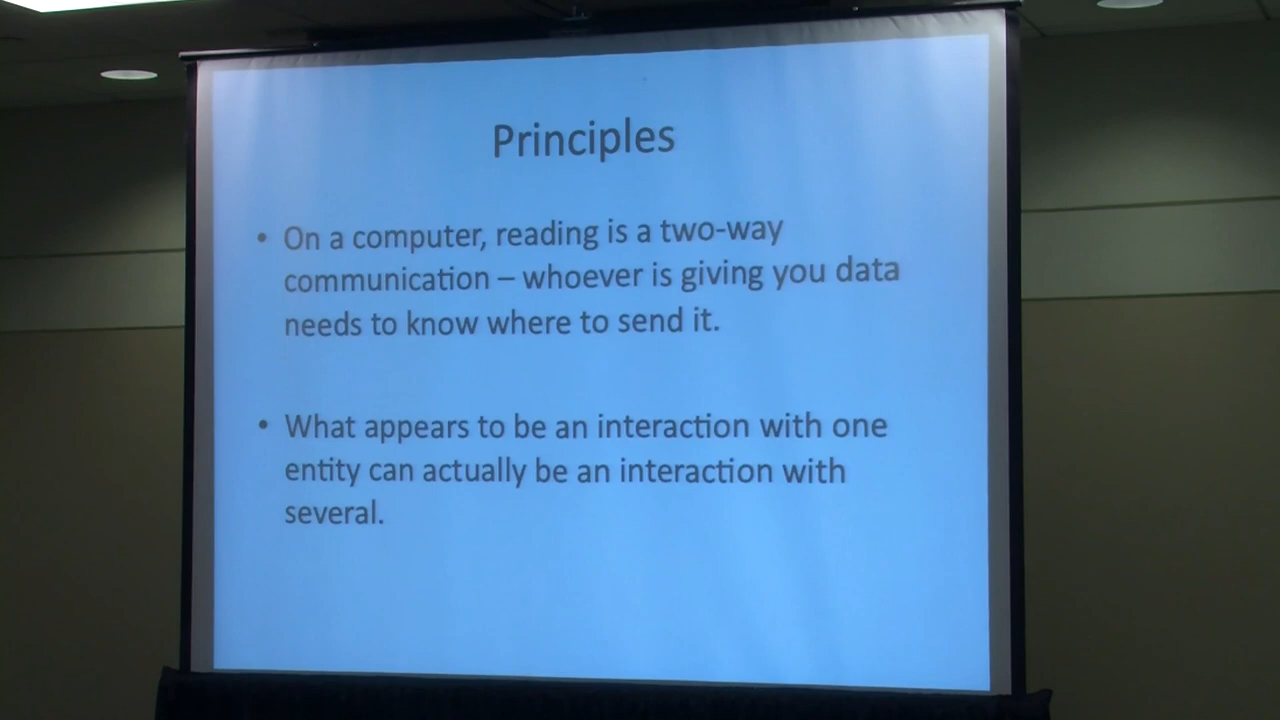 Principles
• On a computer, reading is a two-way
communication – whoever is giving you data
needs to know where to send it.
• What appears to be an interaction with one
entity can actually be an interaction with
several.